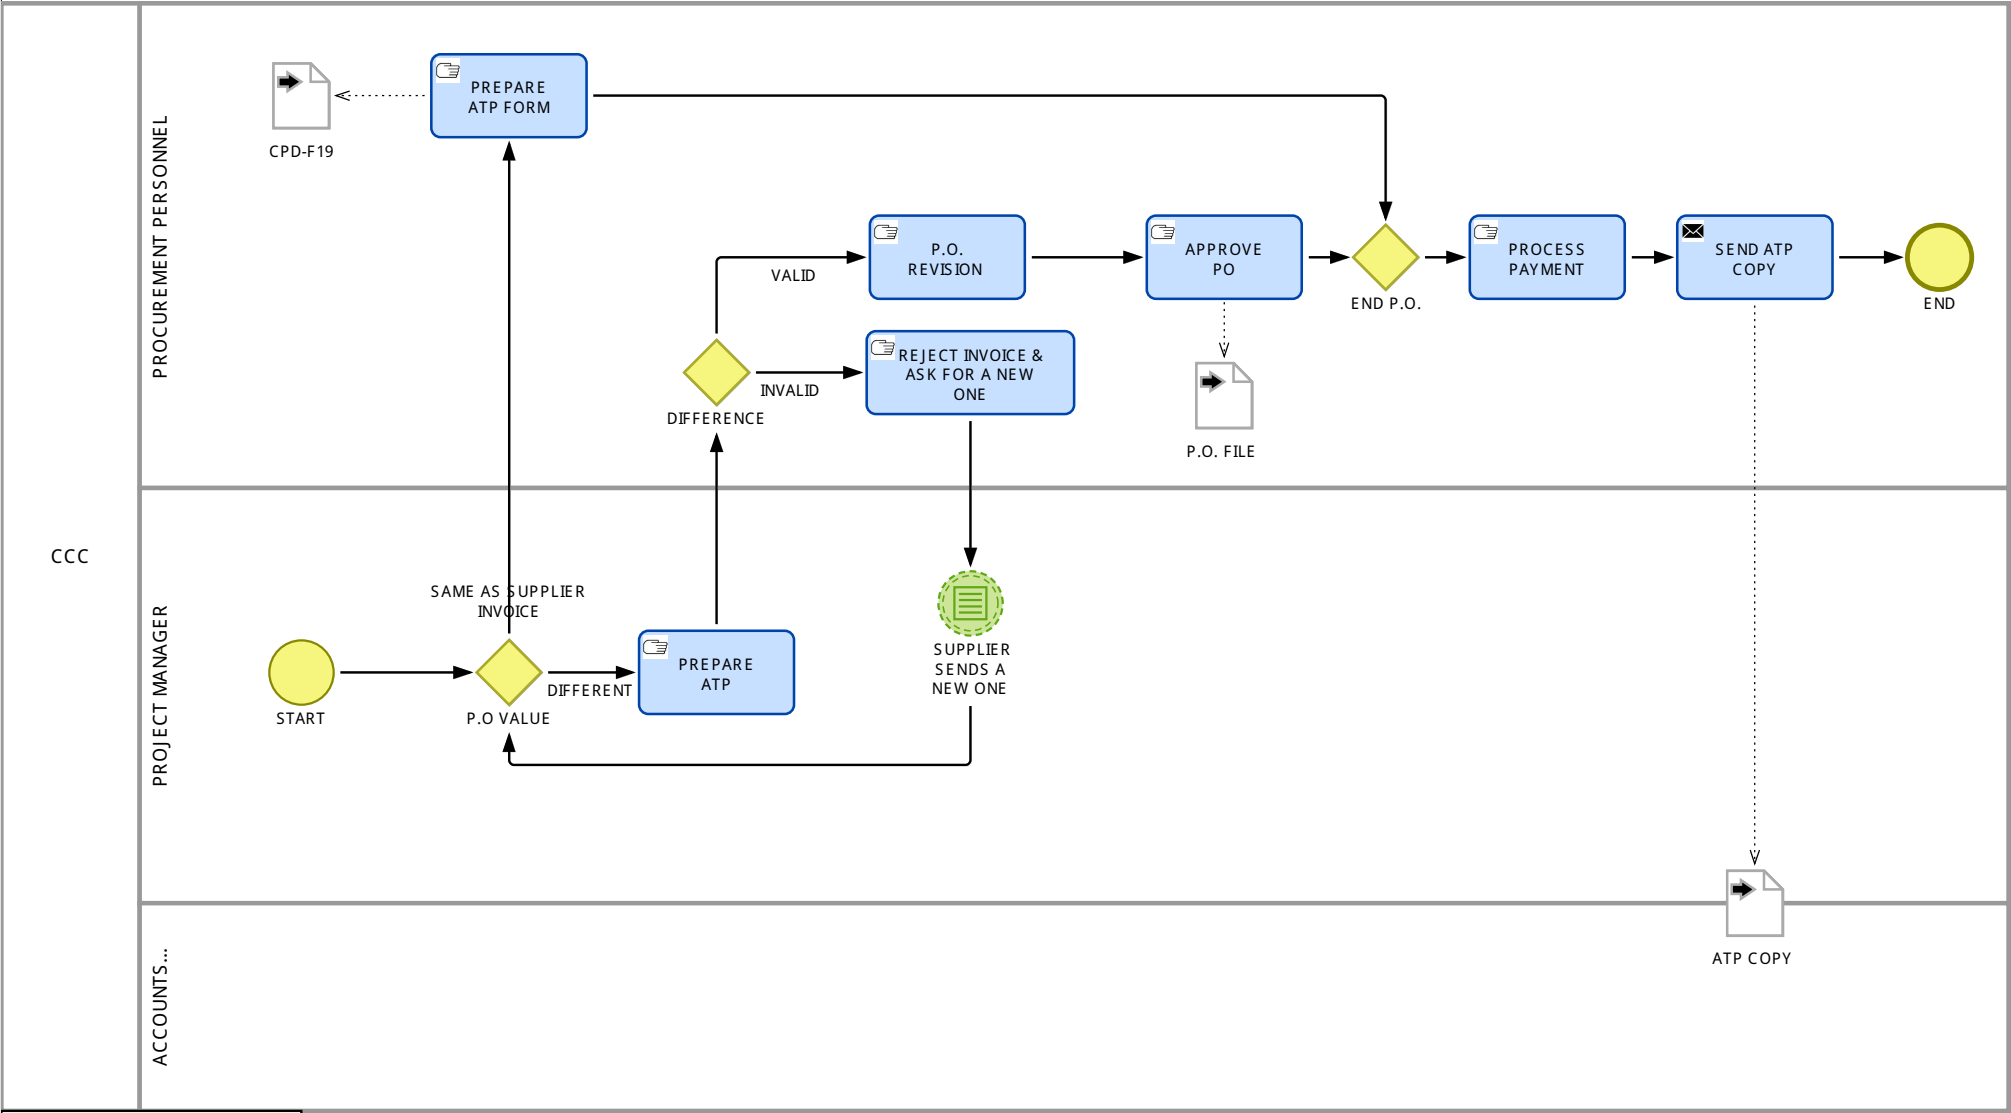 CCC
PROCUREMENT PERSONNEL
PREPARE
ATP FORM
CPD-F19
P.O.
REVISION
APPROVE
PO
PROCESS
PAYMENT
SEND ATP
COPY
VALID
END P.O.
END
REJECT INVOICE &
ASK FOR A NEW
ONE
INVALID
DIFFERENCE
P.O. FILE
PROJECT MANAGER
SAME AS SUPPLIER
INVOICE
START
P.O VALUE
DIFFERENT
PREPARE
ATP
SUPPLIER
SENDS A
NEW ONE
ACCOUNTS...
ATP COPY